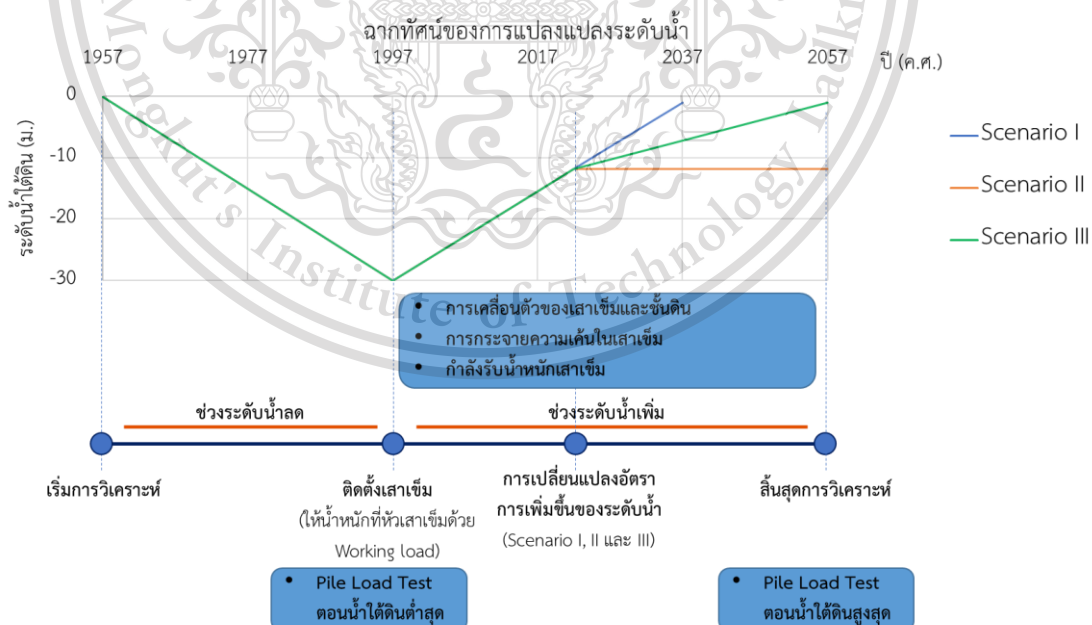 ฉากทัศน์ของการแปลงแปลงระดับน้ำ
1957 1977 1997 2017 2037 2057 ปี (ค.ศ.)
0
-10
-20
-30
ระดับน้ำใต้ดิน (ม.)
Scenario I
Scenario II
Scenario III
Mongkut's Institute of Technology Ladk
• การเคลื่อนตัวของเสาเข็มและชั้นดิน
• การกระจายความเค้นในเสาเข็ม
• กำลังรับน้ำหนักเสาเข็ม
ช่วงระดับน้ำลด
ช่วงระดับน้ำเพิ่ม
เริ่มการวิเคราะห์
ติดตั้งเสาเข็ม
(ให้น้ำหนักที่หัวเสาเข็มด้วย
Working load)
การเปลี่ยนแปลงอัตรา
การเพิ่มขึ้นของระดับน้ำ
(Scenario I, II และ III)
สิ้นสุดการวิเคราะห์
• Pile Load Test
ตอนน้ำใต้ดินต่ำสุด
• Pile Load Test
ตอนน้ำใต้ดินสูงสุด